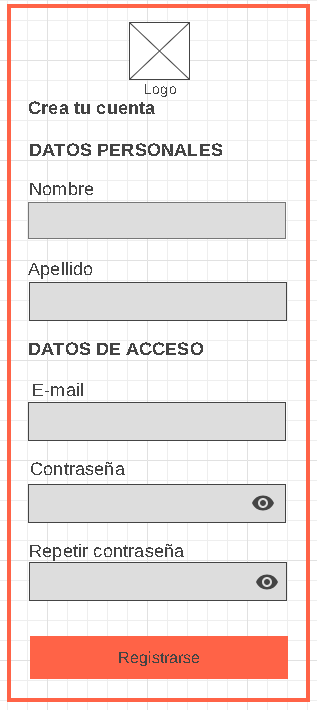 Logo
Crea tu cuenta
DATOS PERSONALES
Nombre
Apellido
DATOS DE ACCESO
E-mail
Contraseña
Repetir contraseña
Registrarse